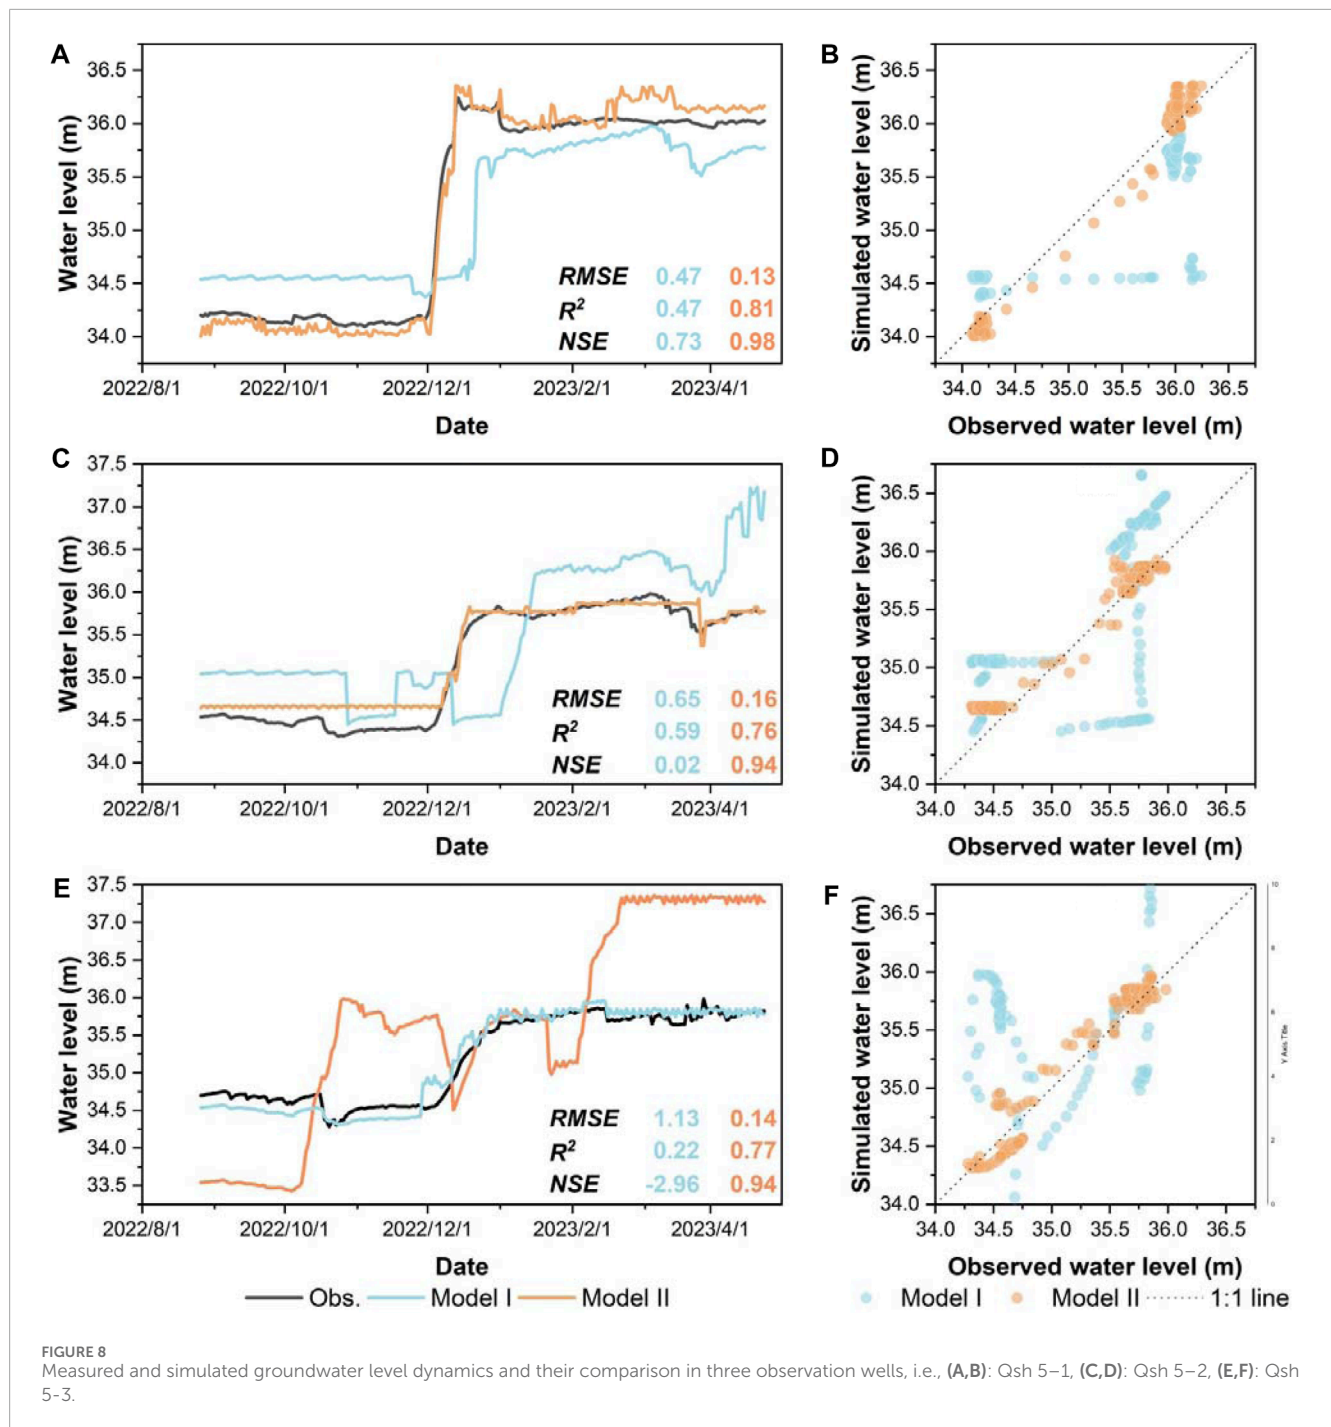 A
B
36.5
36.0
35.5
35.0
34.5
34.0
Water level (m)
RMSE 0.47 0.13
R² 0.47 0.81
NSE 0.73 0.98
2022/8/1 2022/10/1 2022/12/1 2023/2/1 2023/4/1
Date
36.5
36.0
35.5
35.0
34.5
34.0
Simulated water level (m)
34.0 34.5 35.0 35.5 36.0 36.5
Observed water level (m)
C
D
37.5
37.0
36.5
36.0
35.5
35.0
34.5
34.0
Water level (m)
RMSE 0.65 0.16
R² 0.59 0.76
NSE 0.02 0.94
2022/8/1 2022/10/1 2022/12/1 2023/2/1 2023/4/1
Date
36.5
36.0
35.5
35.0
34.5
34.0
Simulated water level (m)
34.0 34.5 35.0 35.5 36.0 36.5
Observed water level (m)
E
F
37.5
37.0
36.5
36.0
35.5
35.0
34.5
34.0
33.5
Water level (m)
RMSE 1.13 0.14
R² 0.22 0.77
NSE -2.96 0.94
2022/8/1 2022/10/1 2022/12/1 2023/2/1 2023/4/1
Date
36.5
36.0
35.5
35.0
34.5
34.0
Simulated water level (m)
34.0 34.5 35.0 35.5 36.0 36.5
Observed water level (m)
10
8
6
4
2
0
Y Axis Title
Obs. Model I Model II
Model I Model II 1:1 line
FIGURE 8
Measured and simulated groundwater level dynamics and their comparison in three observation wells, i.e., (A,B): Qsh 5–1, (C,D): Qsh 5–2, (E,F): Qsh
5-3.